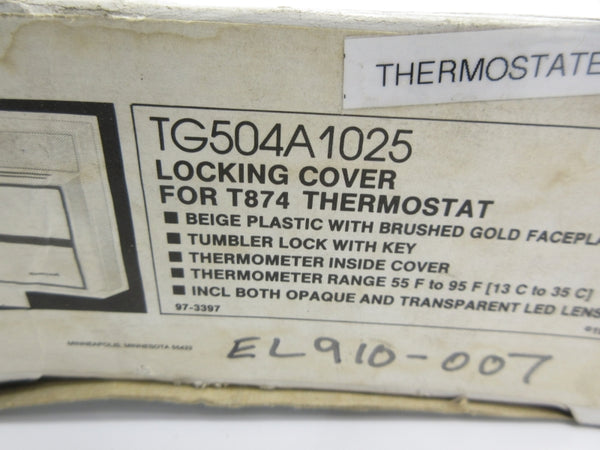 THERMOSTATE
TG504A1025
LOCKING COVER
FOR T874 THERMOSTAT
■ BEIGE PLASTIC WITH BRUSHED GOLD FACEPLA
■ TUMBLER LOCK WITH KEY
■ THERMOMETER INSIDE COVER
■ THERMOMETER RANGE 55 F to 95 F [13 C to 35 C]
■ INCL BOTH OPAQUE AND TRANSPARENT LED LENS
97-3397
MINNEAPOLIS, MINNESOTA 55422
EL910-007